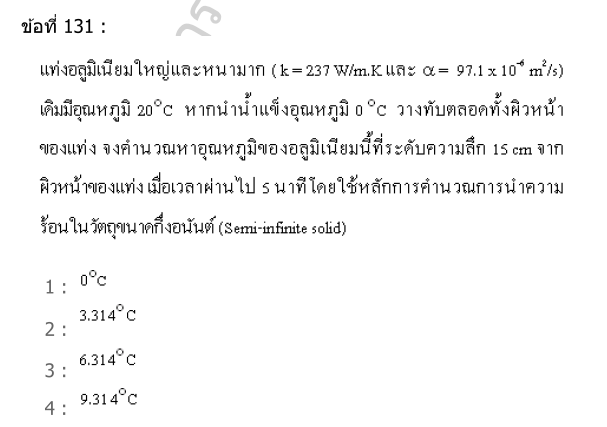 ข้อที่ 131 :
แท่งอลูมิเนียมใหญ่และหนามาก ( k = 237 W/m.K และ α = 97.1 x 10⁻⁶ m²/s)
เดิมมีอุณหภูมิ 20°C หากนำน้ำแข็งอุณหภูมิ 0 °C วางทับตลอดทั้งผิวหน้า
ของแท่ง จงคำนวณหาอุณหภูมิของอลูมิเนียมนี้ที่ระดับความลึก 15 cm จาก
ผิวหน้าของแท่ง เมื่อเวลาผ่านไป 5 นาที โดยใช้หลักการคำนวณการนำความ
ร้อนในวัตถุขนาดกึ่งอนันต์ (Semi-infinite solid)
1 : 0°C
2 : 3.314°C
3 : 6.314°C
4 : 9.314°C